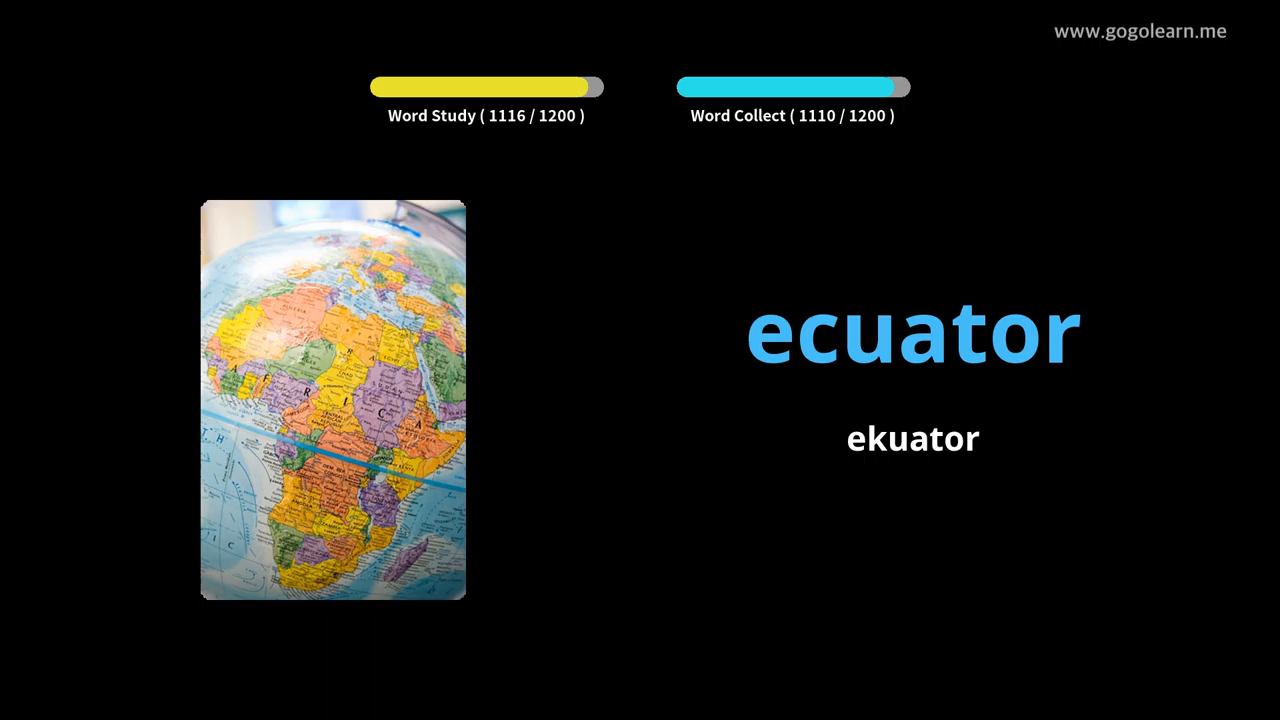 www.gogolearn.me
Word Study ( 1116 / 1200 )
Word Collect ( 1110 / 1200 )
ecuator
ekuator
A F R I C A